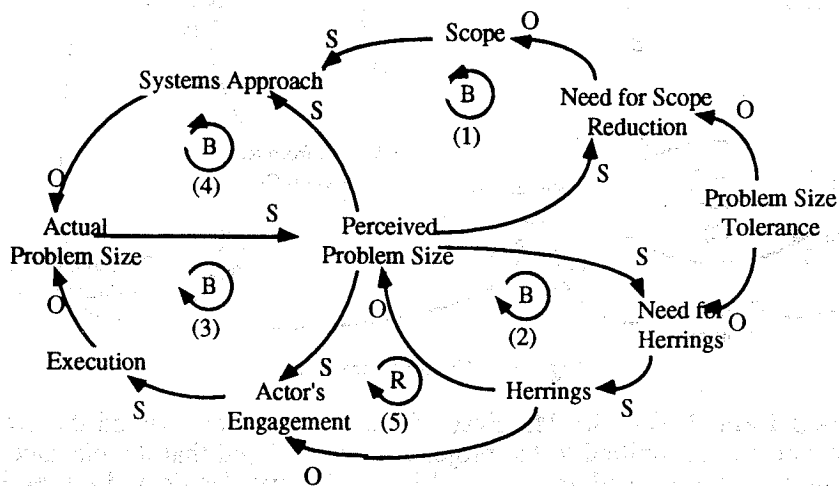 O
Scope
S
Systems Approach
B
(1)
Need for Scope
Reduction
O
S
B
(4)
S
O
S
Problem Size
Tolerance
Actual
Problem Size
Perceived
Problem Size
S
B
(3)
O
B
(2)
O
Need for
Herrings
O
Execution
S
Actor's
Engagement
R
(5)
Herrings
S
S
O